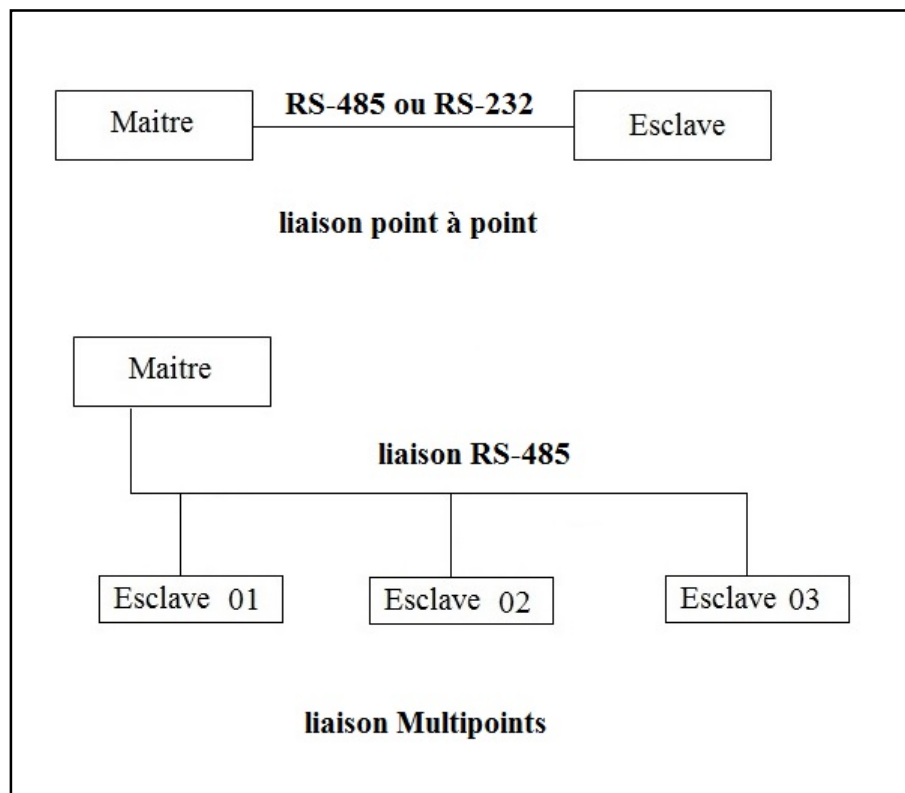 RS-485 ou RS-232
Maitre
Esclave
liaison point à point
Maitre
liaison RS-485
Esclave 01
Esclave 02
Esclave 03
liaison Multipoints